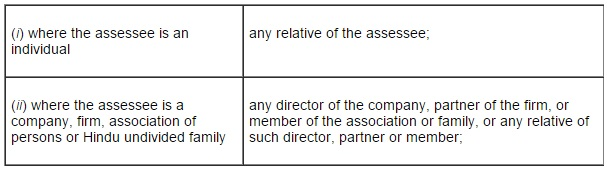 (i) where the assessee is an
individual
any relative of the assessee;
(ii) where the assessee is a
company, firm, association of
persons or Hindu undivided family
any director of the company, partner of the firm, or
member of the association or family, or any relative of
such director, partner or member;